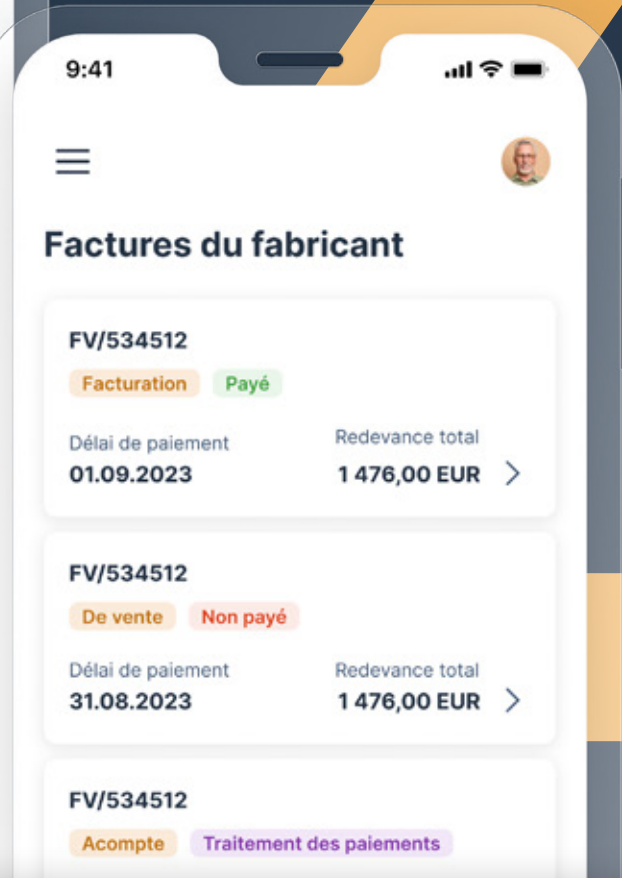 9:41
Factures du fabricant
FV/534512
Facturation Payé
Délai de paiement Redevance total
01.09.2023 1 476,00 EUR
FV/534512
De vente Non payé
Délai de paiement Redevance total
31.08.2023 1 476,00 EUR
FV/534512
Acompte Traitement des paiements